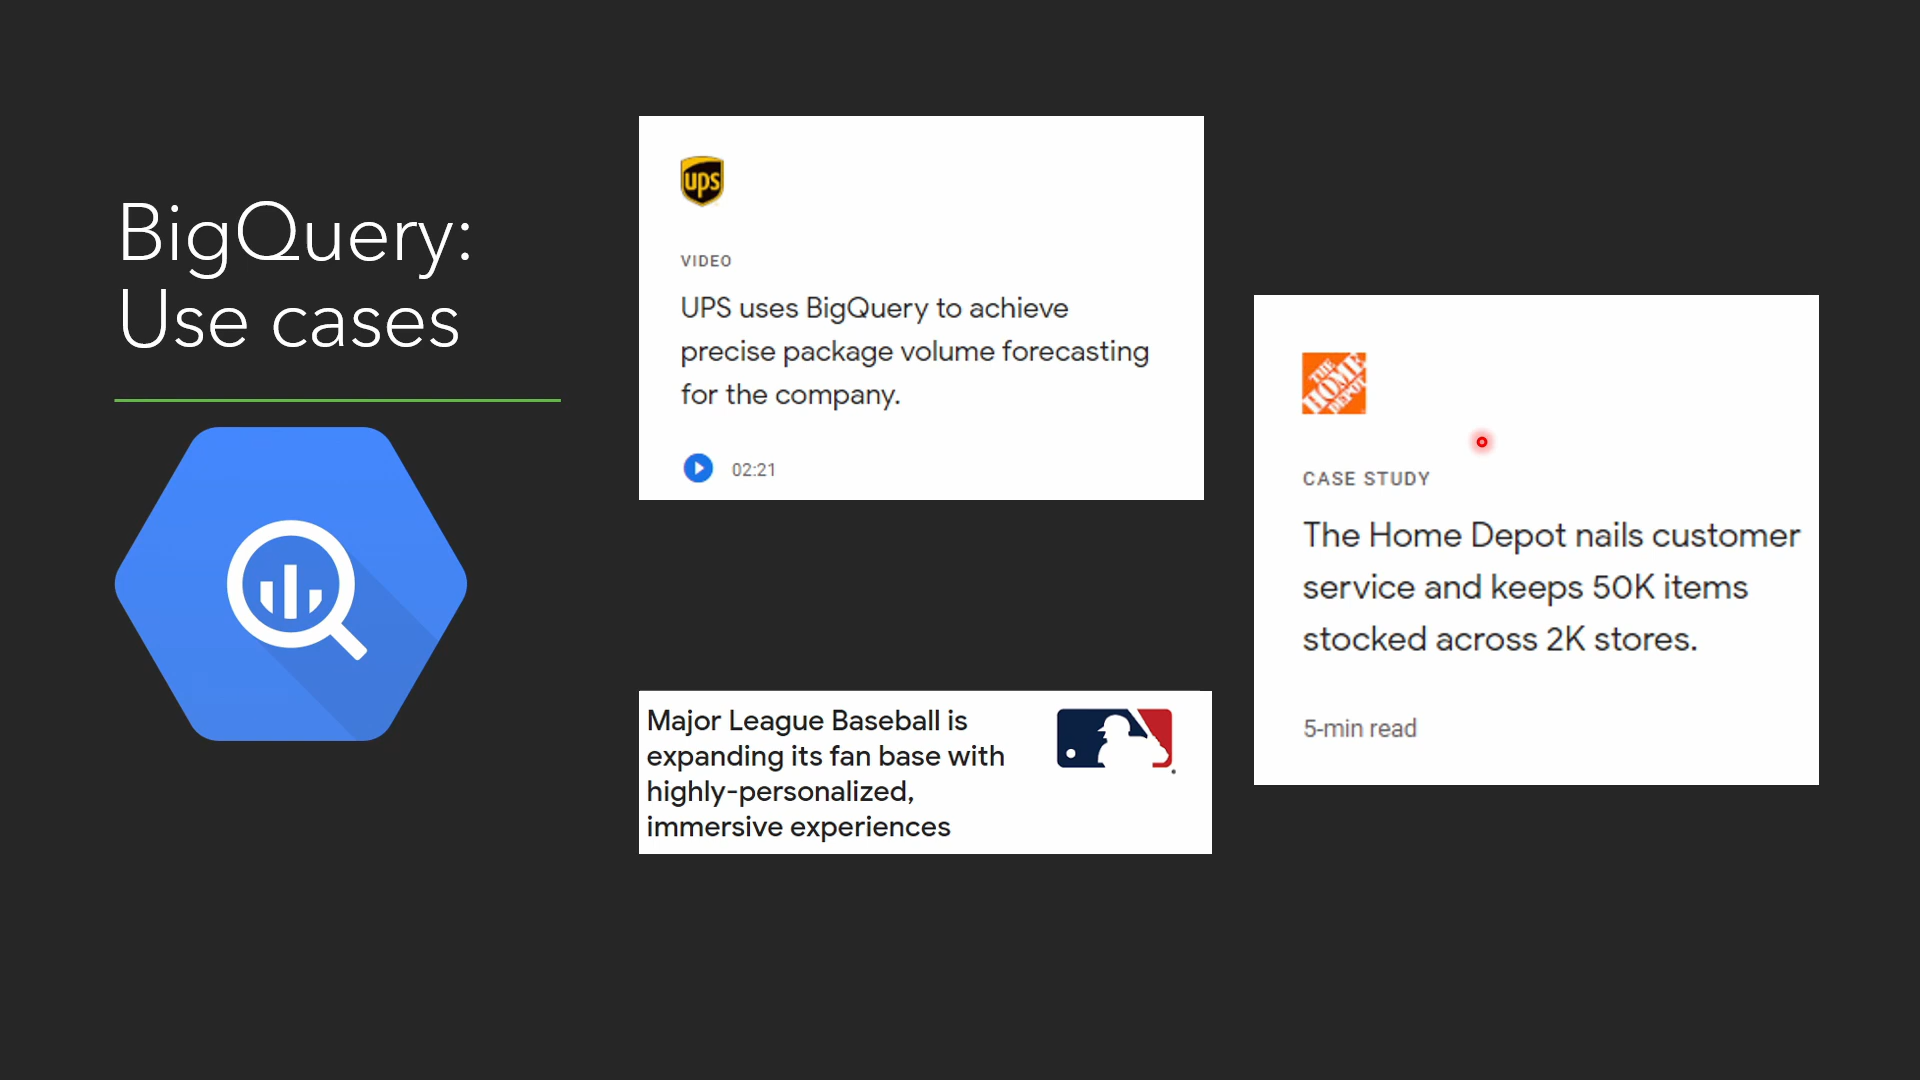 BigQuery:
Use cases
ups
VIDEO
UPS uses BigQuery to achieve
precise package volume forecasting
for the company.
02:21
THE
HOME
DEPOT
CASE STUDY
The Home Depot nails customer
service and keeps 50K items
stocked across 2K stores.
5-min read
Major League Baseball is
expanding its fan base with
highly-personalized,
immersive experiences